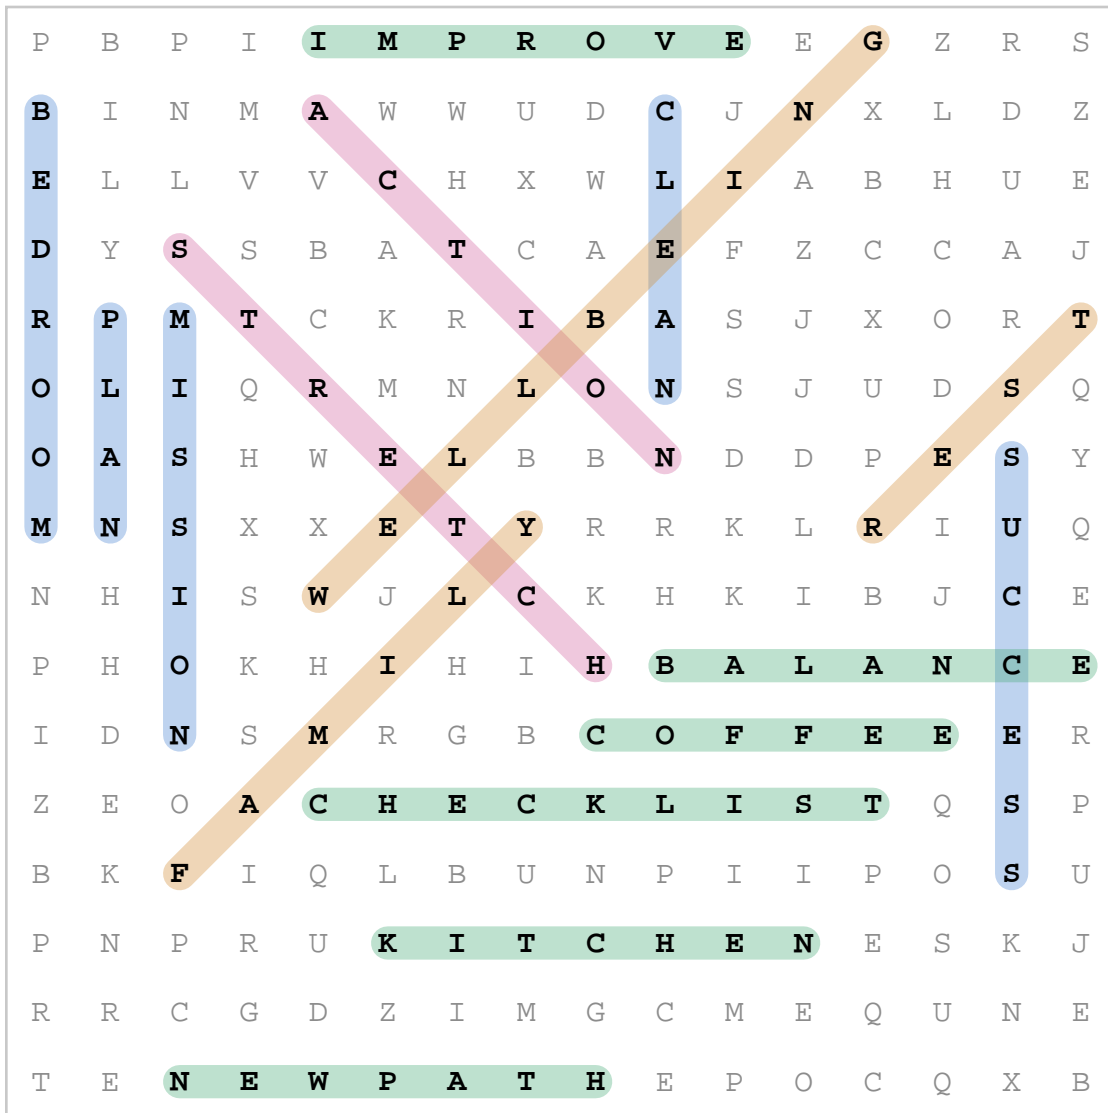 P B P I I M P R O V E E G Z R S
B I N M A W W U D C J N X L D Z
E L L V V C H X W L I A B H U E
D Y S S B A T C A E F Z C C A J
R P M T C K R I B A S J X O R T
O L I Q R M N L O N S J U D S Q
O A S H W E L B B N D D P E S Y
M N S X X E T Y R R K L R I U Q
N H I S W J L C K H K I B J C E
P H O K H I H I H B A L A N C E
I D N S M R G B C O F F E E E R
Z E O A C H E C K L I S T Q S P
B K F I Q L B U N P I I P O S U
P N P R U K I T C H E N E S K J
R R C G D Z I M G C M E Q U N E
T E N E W P A T H E P O C Q X B